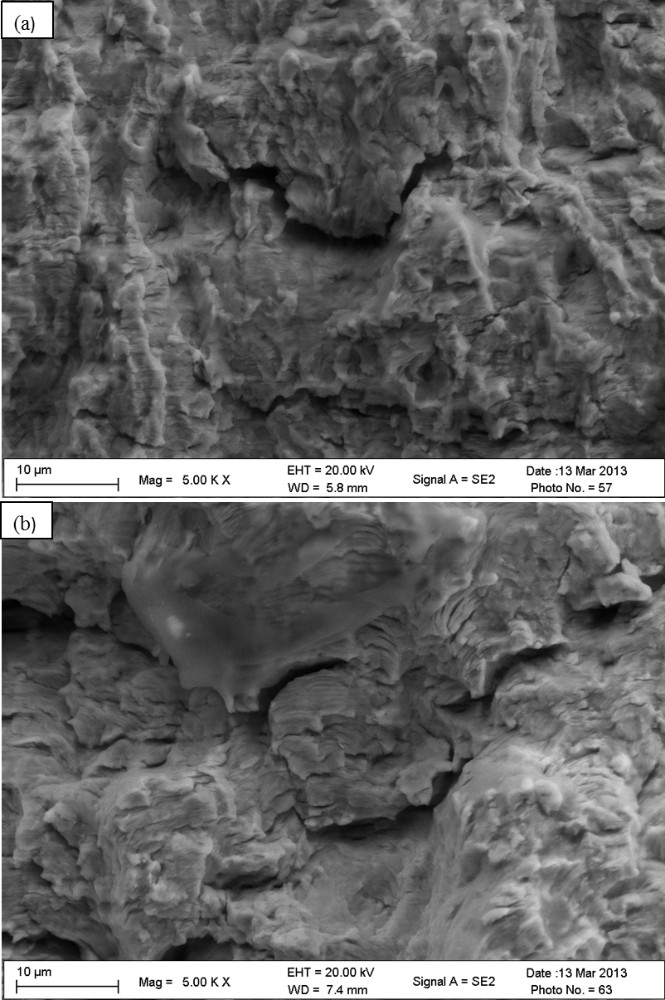 (a)
10 µm
Mag = 5.00 K X
EHT = 20.00 kV
WD = 5.8 mm
Signal A = SE2
Date :13 Mar 2013
Photo No. = 57
(b)
10 µm
Mag = 5.00 K X
EHT = 20.00 kV
WD = 7.4 mm
Signal A = SE2
Date :13 Mar 2013
Photo No. = 63